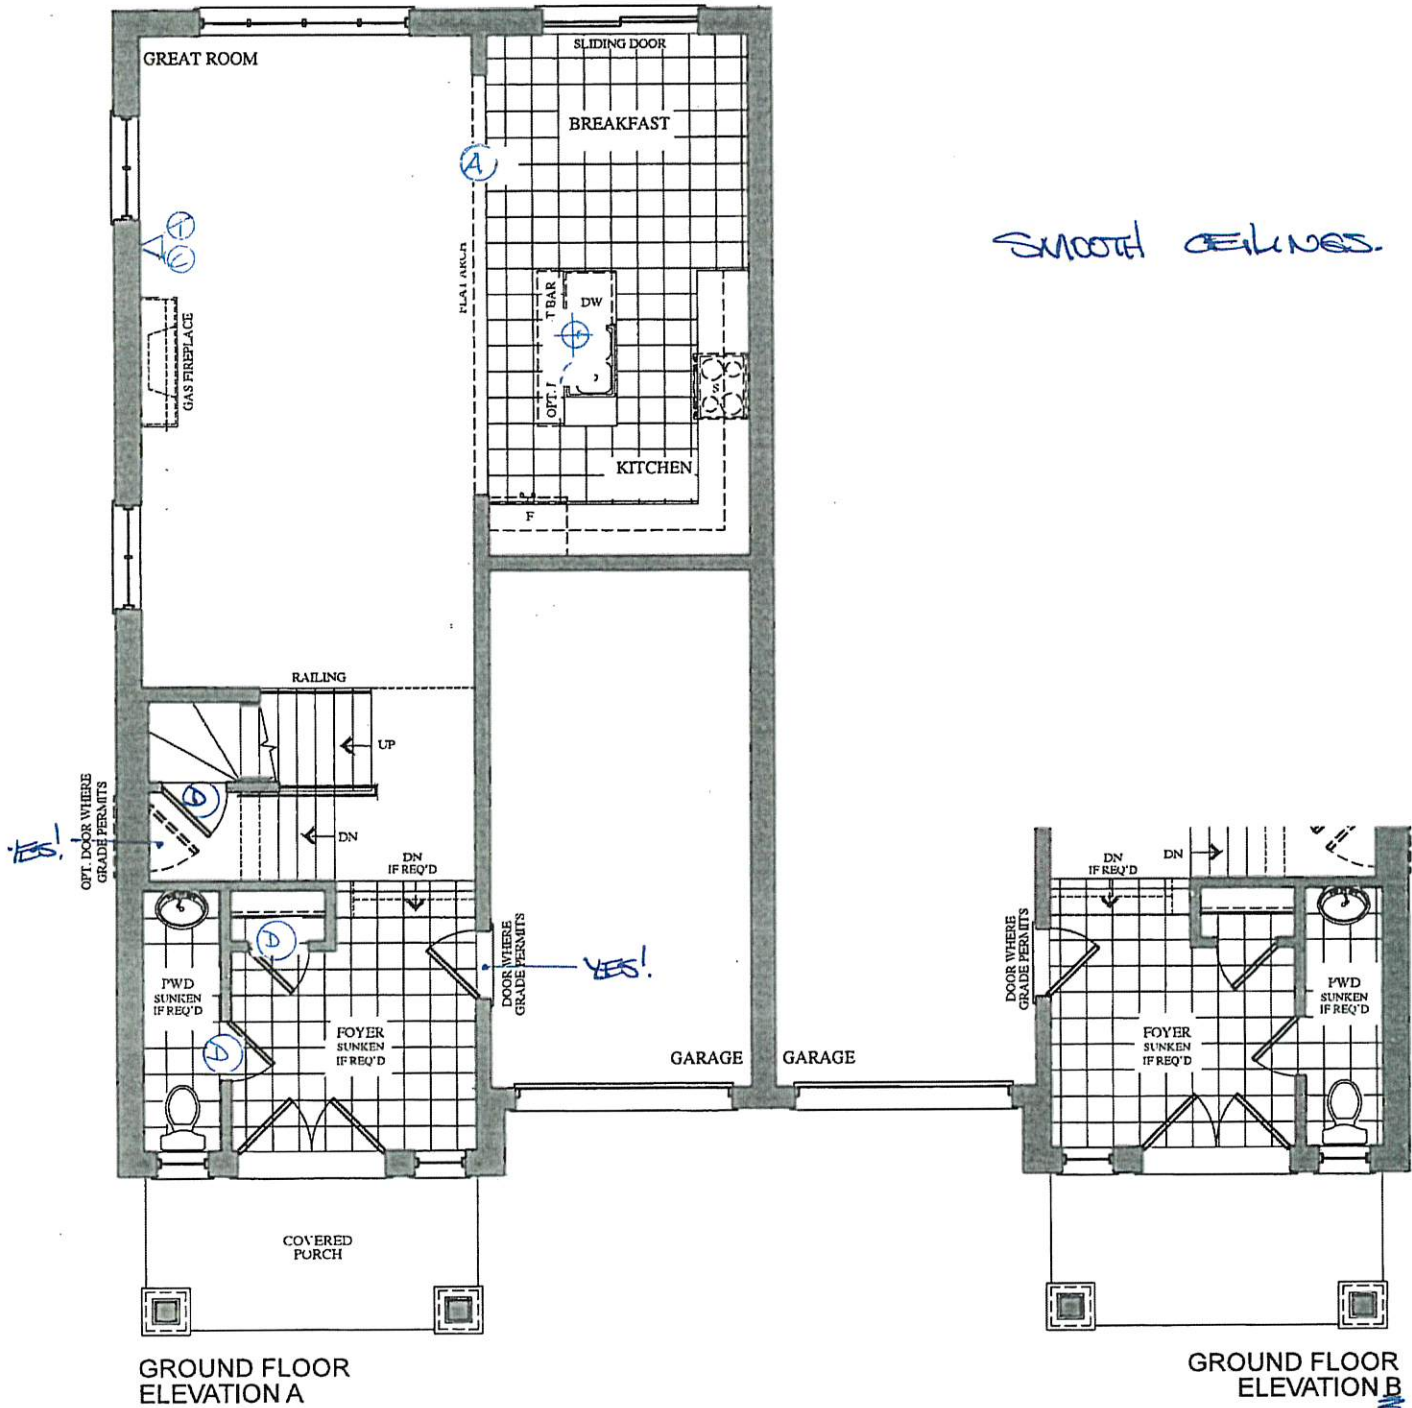 GREAT ROOM
SLIDING DOOR
BREAKFAST
A
SMOOTH CEILINGS.
FLAT ARCH
GAS FIREPLACE
DW
S
KITCHEN
F
RAILING
UP
OPT. DOOR WHERE
GRADE PERMITS
D
YES!
DN
DN
IF REQ'D
D
PWD
SUNKEN
IF REQ'D
D
FOYER
SUNKEN
IF REQ'D
DOOR WHERE
GRADE PERMITS
YES!
GARAGE
GARAGE
DN
IF REQ'D
DN
DOOR WHERE
GRADE PERMITS
FOYER
SUNKEN
IF REQ'D
PWD
SUNKEN
IF REQ'D
COVERED
PORCH
GROUND FLOOR
ELEVATION A
GROUND FLOOR
ELEVATION B